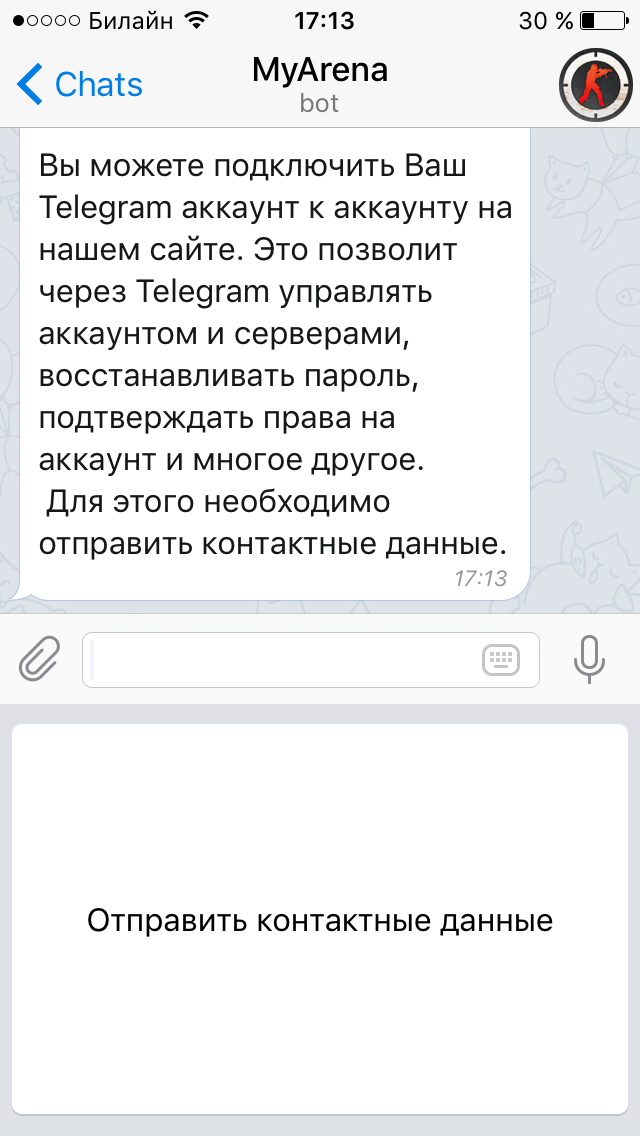 Билайн 17:13 30 %
Chats MyArena
bot
Вы можете подключить Ваш
Telegram аккаунт к аккаунту на
нашем сайте. Это позволит
через Telegram управлять
аккаунтом и серверами,
восстанавливать пароль,
подтверждать права на
аккаунт и многое другое.
Для этого необходимо
отправить контактные данные.
17:13
Отправить контактные данные